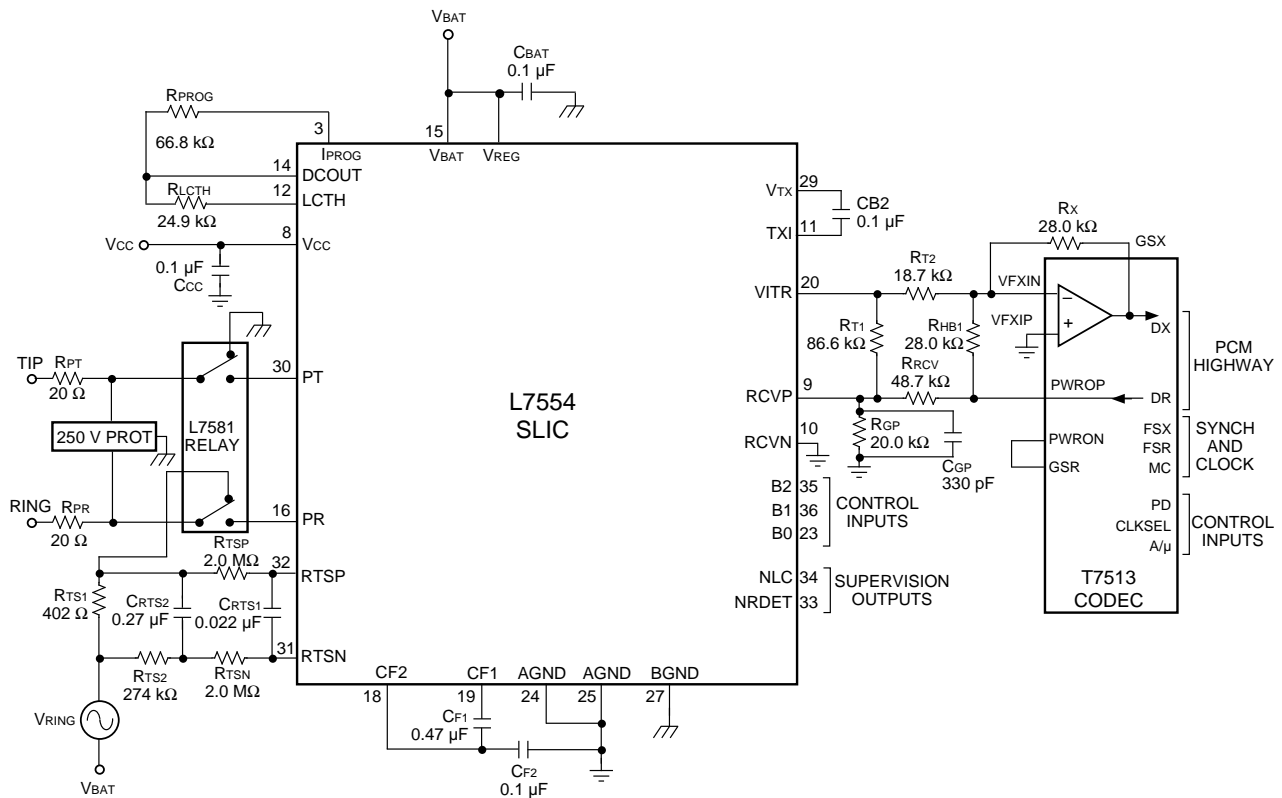 VBAT
CBAT
0.1 µF
RPROG
66.8 kΩ
3
15
IPROG
VBAT
VREG
14
DCOUT
RLCTH
12
LCTH
24.9 kΩ
8
VCC
VCC
0.1 µF
CCC
VTX
29
CB2
0.1 µF
TXI
11
RX
28.0 kΩ
GSX
RT2
18.7 kΩ
20
VITR
VFXIN
VFXIP
–
+
DX
RT1
86.6 kΩ
RHB1
28.0 kΩ
RRCV
48.7 kΩ
PCM
HIGHWAY
9
RCVP
PWROP
DR
TIP
RPT
20 Ω
30
PT
L7554
SLIC
250 V PROT
L7581
RELAY
10
RCVN
RGP
20.0 kΩ
CGP
330 pF
PWRON
GSR
FSX
FSR
MC
SYNCH
AND
CLOCK
B2
35
B1
36
B0
23
CONTROL
INPUTS
PD
CLKSEL
A/µ
CONTROL
INPUTS
RING
RPR
20 Ω
16
PR
RTSP
2.0 MΩ
32
RTSP
NLC
34
NRDET
33
SUPERVISION
OUTPUTS
T7513
CODEC
RTS1
402 Ω
CRTS2
0.27 µF
CRTS1
0.022 µF
31
RTSN
RTS2
274 kΩ
RTSN
2.0 MΩ
CF2
CF1
AGND
AGND
BGND
18
19
24
25
27
VRING
CF1
0.47 µF
CF2
0.1 µF
VBAT